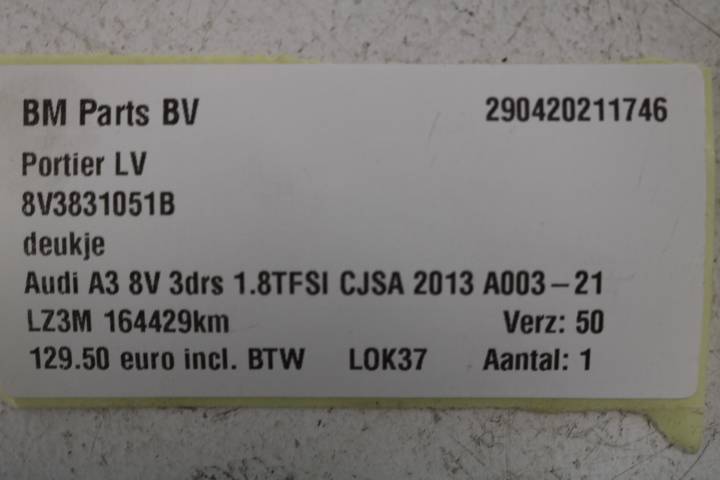 BM Parts BV 290420211746
Portier LV
8V3831051B
deukje
Audi A3 8V 3drs 1.8TFSI CJSA 2013 A003-21
LZ3M 164429km Verz: 50
129.50 euro incl. BTW LOK37 Aantal: 1